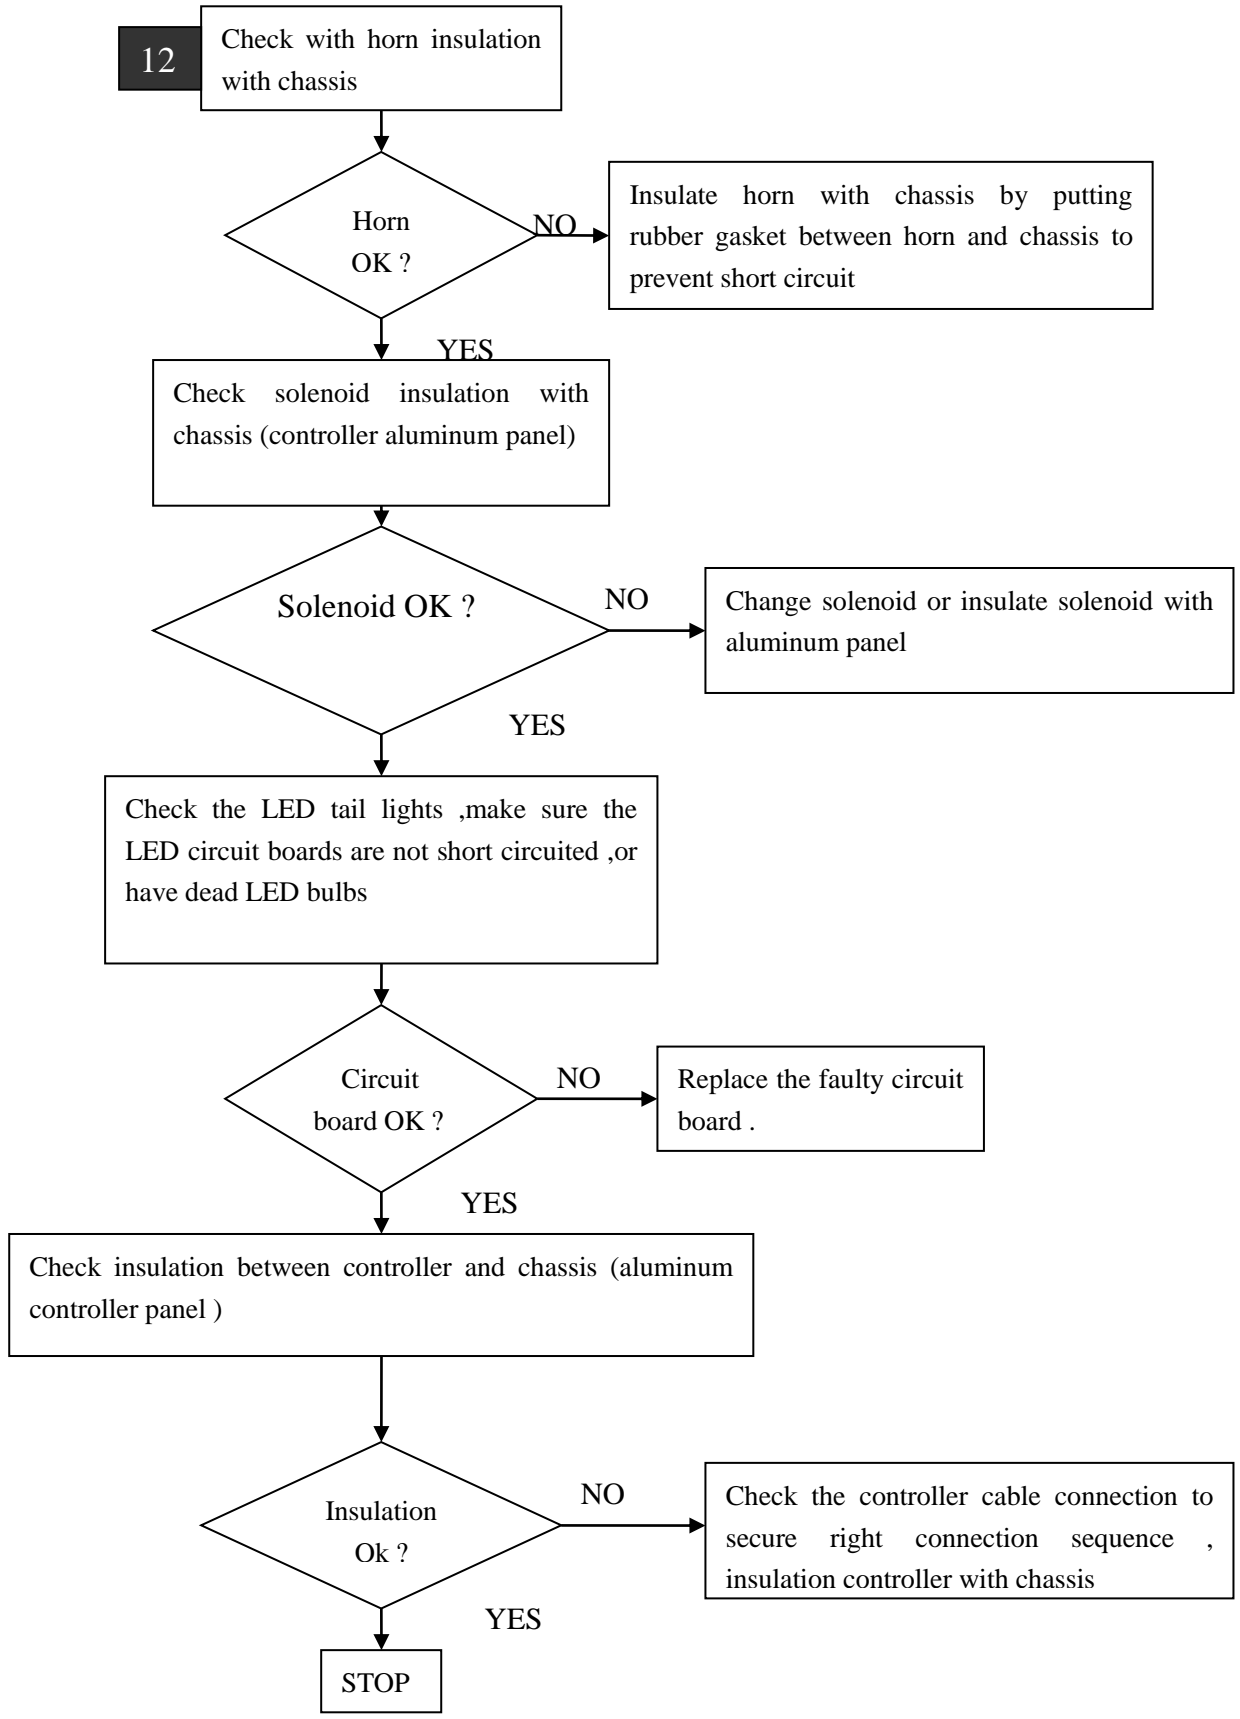 12
Check with horn insulation
with chassis
Horn
OK ?
NO
Insulate horn with chassis by putting
rubber gasket between horn and chassis to
prevent short circuit
YES
Check solenoid insulation with
chassis (controller aluminum panel)
Solenoid OK ?
NO
Change solenoid or insulate solenoid with
aluminum panel
YES
Check the LED tail lights ,make sure the
LED circuit boards are not short circuited ,or
have dead LED bulbs
Circuit
board OK ?
NO
Replace the faulty circuit
board .
YES
Check insulation between controller and chassis (aluminum
controller panel )
Insulation
Ok ?
NO
Check the controller cable connection to
secure right connection sequence ,
insulation controller with chassis
YES
STOP